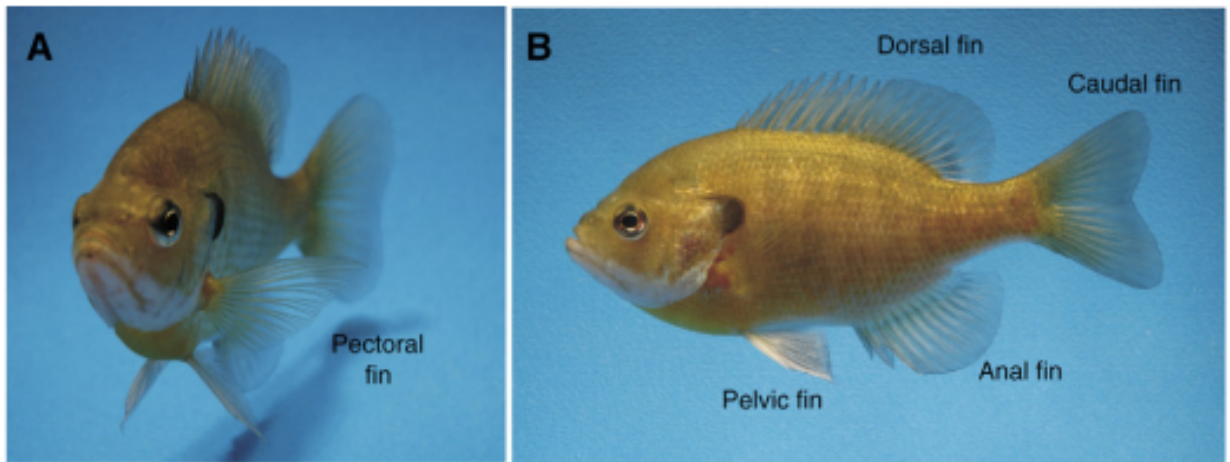 A
Pectoral
fin
B
Dorsal fin
Caudal fin
Anal fin
Pelvic fin